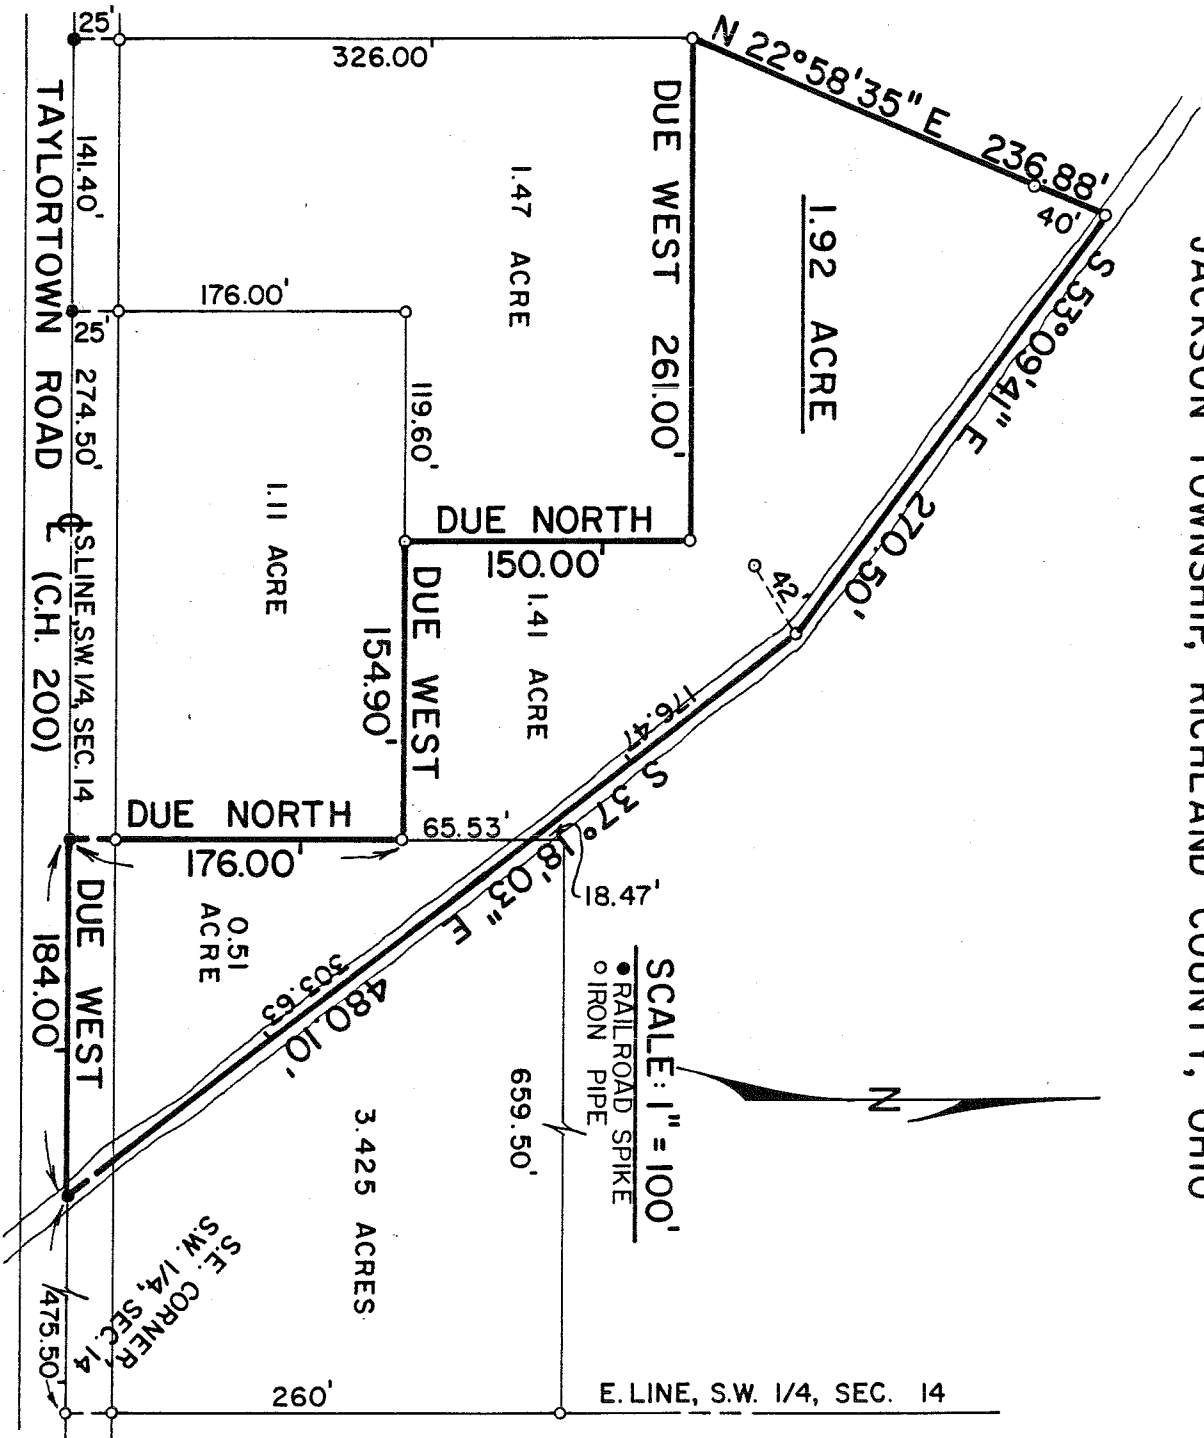 JACKSON TOWNSHIP, RICHLAND COUNTY, OHIO
N 22°58'35" E 236.88'
40'
S 53°09'41" E 270.50'
42'
176.47'
S 37°18'03" E
480.10'
303.63'
25'
326.00'
141.40'
TAYLORTOWN ROAD ℄ (C.H. 200)
DUE WEST 261.00'
1.92 ACRE
1.47 ACRE
176.00'
25'
274.50'
119.60'
1.11 ACRE
S. LINE, S.W. 1/4, SEC. 14
DUE NORTH
150.00'
1.41 ACRE
DUE WEST
154.90'
DUE NORTH
176.00'
65.53'
18.47'
0.51
ACRE
DUE WEST
184.00'
SCALE: 1" = 100'
● RAILROAD SPIKE
○ IRON PIPE
N
659.50'
3.425 ACRES
S.E. CORNER,
S.W. 1/4, SEC. 14
475.50'
260'
E. LINE, S.W. 1/4, SEC. 14